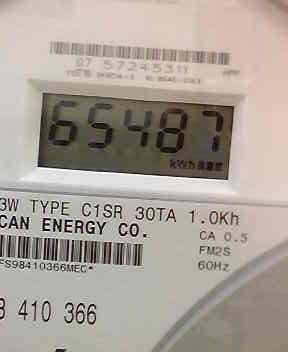 07 57245311
65487
kWh
3W TYPE C1SR 30TA 1.0Kh
CAN ENERGY CO.
CA 0.5
FM2S
FS98410366MEC*
60Hz
410 366